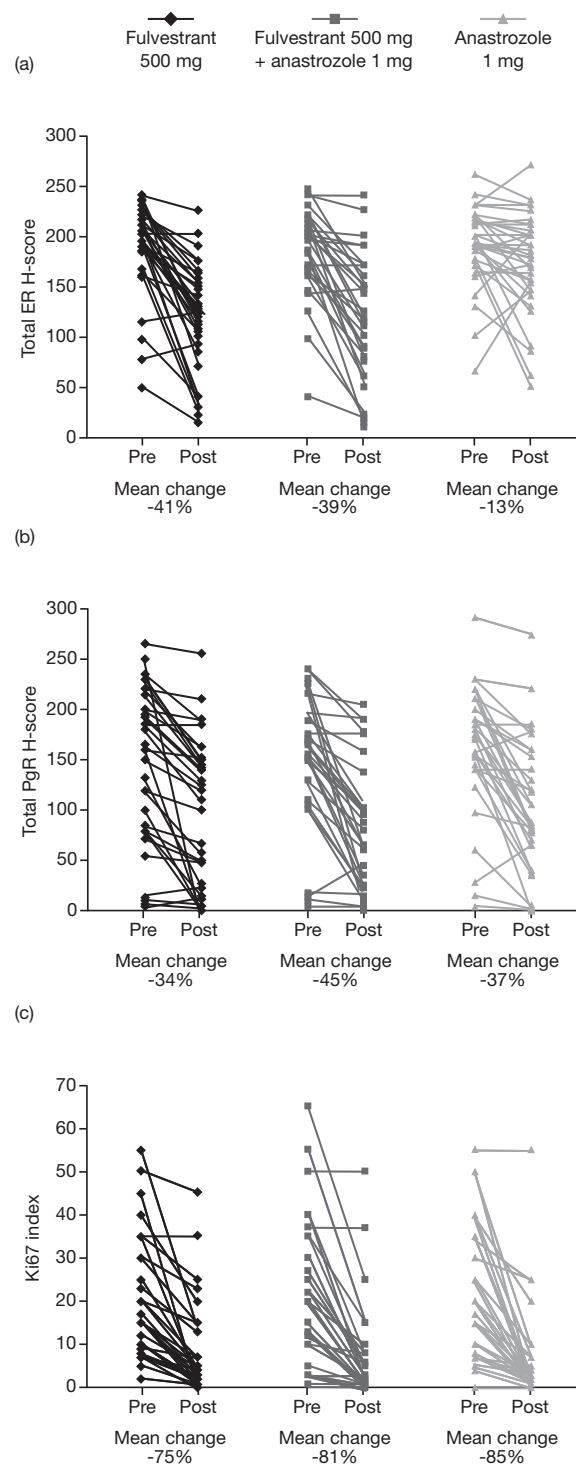 Fulvestrant
500 mg
Fulvestrant 500 mg
+ anastrozole 1 mg
Anastrozole
1 mg
(a)
Total ER H-score
300
250
200
150
100
50
0
Pre Post Pre Post Pre Post
Mean change Mean change Mean change
-41% -39% -13%
(b)
Total PgR H-score
300
250
200
150
100
50
0
Pre Post Pre Post Pre Post
Mean change Mean change Mean change
-34% -45% -37%
(c)
Ki67 index
70
60
50
40
30
20
10
0
Pre Post Pre Post Pre Post
Mean change Mean change Mean change
-75% -81% -85%